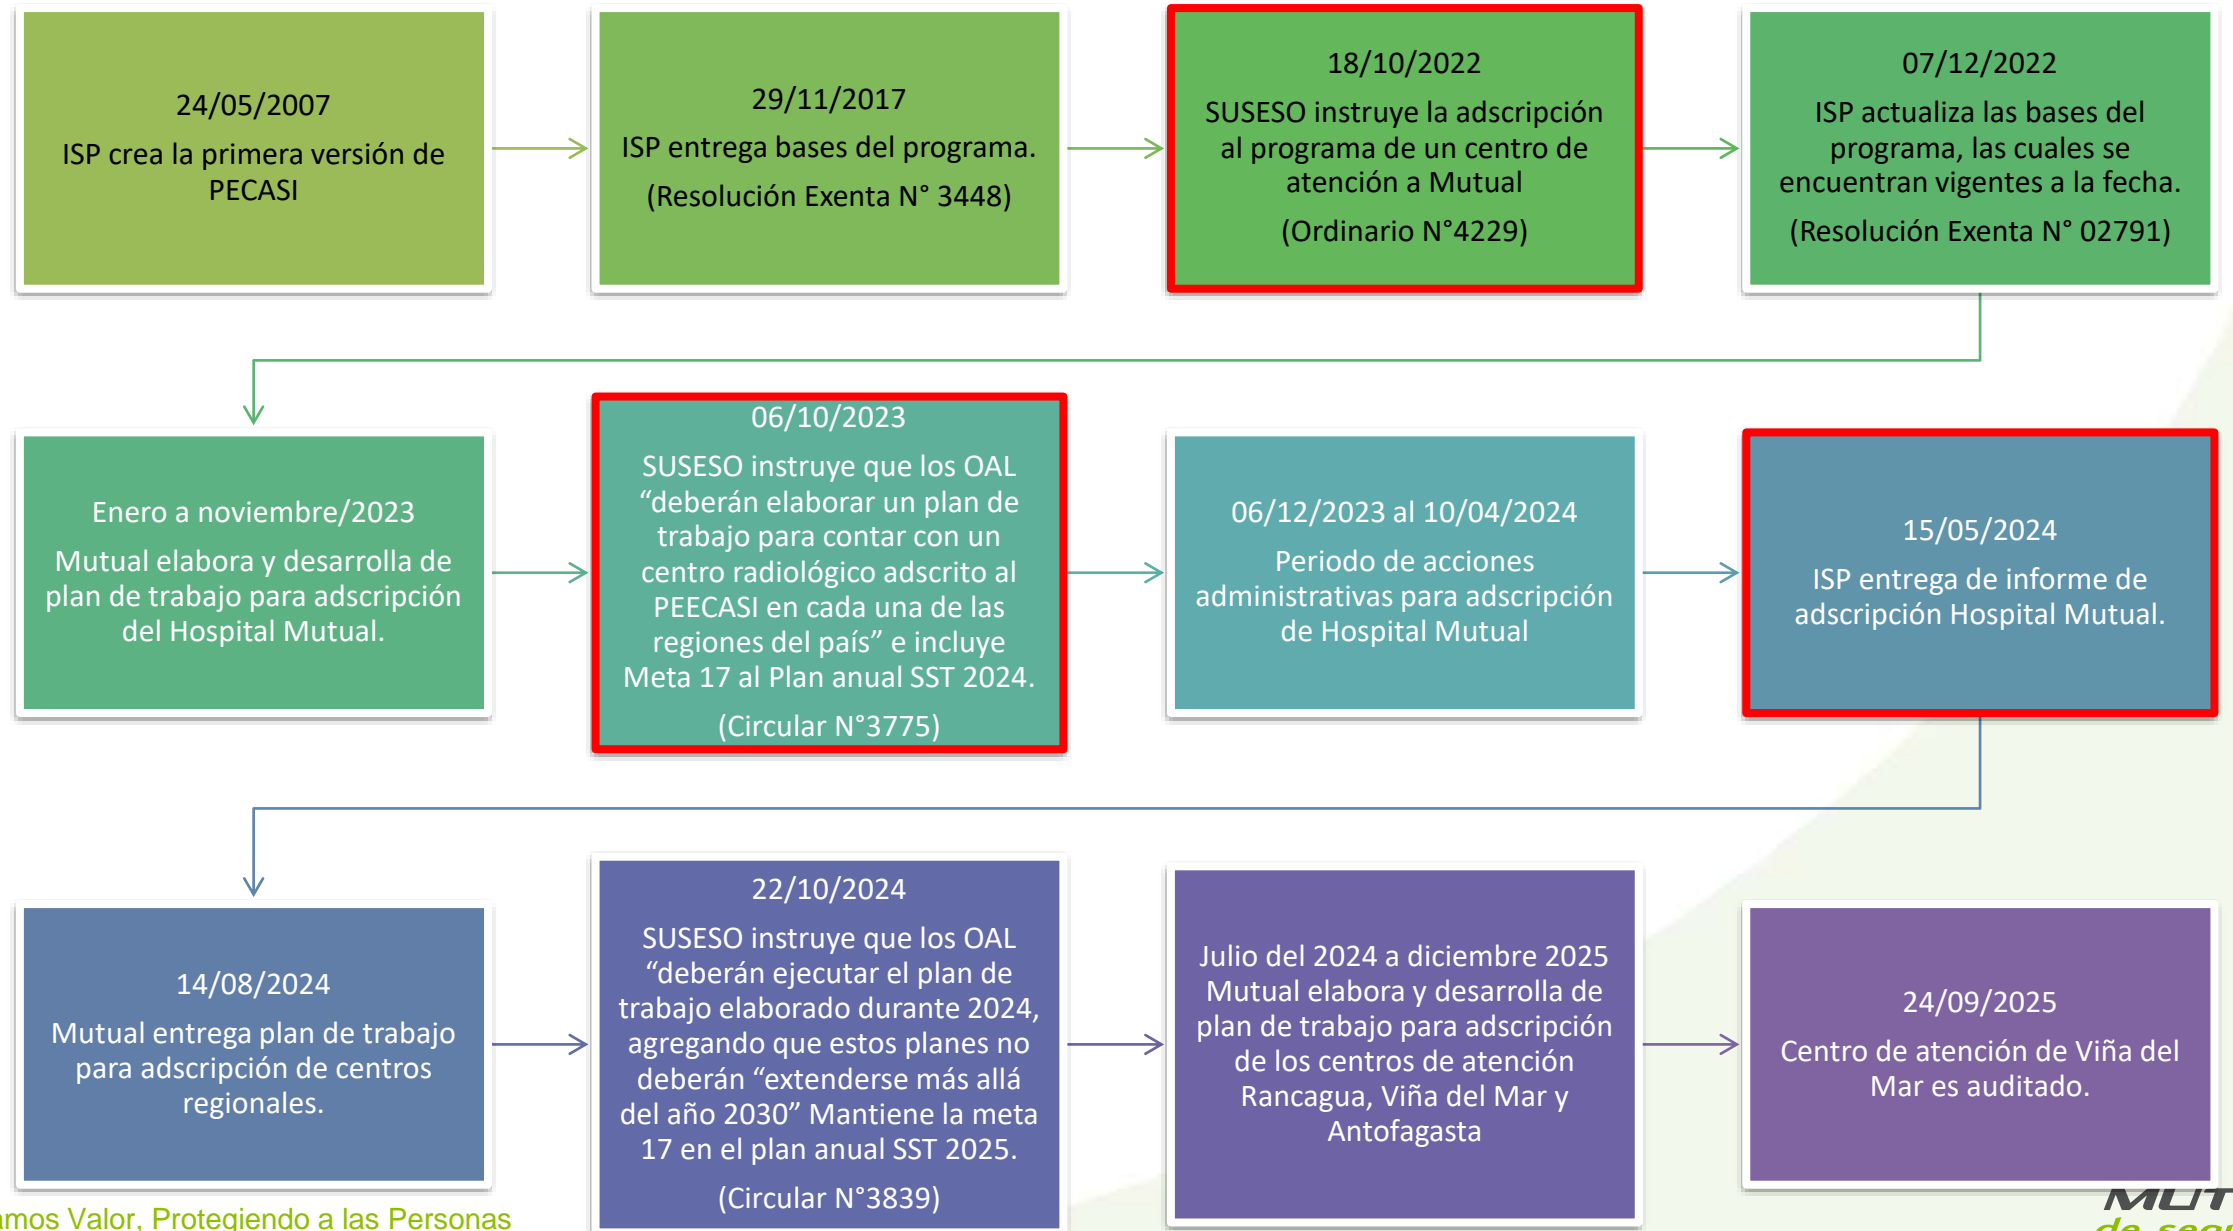 24/05/2007
ISP crea la primera versión de
PECASI
29/11/2017
ISP entrega bases del programa.
(Resolución Exenta N° 3448)
18/10/2022
SUSESO instruye la adscripción
al programa de un centro de
atención a Mutual
(Ordinario N°4229)
07/12/2022
ISP actualiza las bases del
programa, las cuales se
encuentran vigentes a la fecha.
(Resolución Exenta N° 02791)
Enero a noviembre/2023
Mutual elabora y desarrolla de
plan de trabajo para adscripción
del Hospital Mutual.
06/10/2023
SUSESO instruye que los OAL
“deberán elaborar un plan de
trabajo para contar con un
centro radiológico adscrito al
PEECASI en cada una de las
regiones del país” e incluye
Meta 17 al Plan anual SST 2024.
(Circular N°3775)
06/12/2023 al 10/04/2024
Periodo de acciones
administrativas para adscripción
de Hospital Mutual
15/05/2024
ISP entrega de informe de
adscripción Hospital Mutual.
14/08/2024
Mutual entrega plan de trabajo
para adscripción de centros
regionales.
22/10/2024
SUSESO instruye que los OAL
“deberán ejecutar el plan de
trabajo elaborado durante 2024,
agregando que estos planes no
deberán “extenderse más allá
del año 2030” Mantiene la meta
17 en el plan anual SST 2025.
(Circular N°3839)
Julio del 2024 a diciembre 2025
Mutual elabora y desarrolla de
plan de trabajo para adscripción
de los centros de atención
Rancagua, Viña del Mar y
Antofagasta
24/09/2025
Centro de atención de Viña del
Mar es auditado.
amos Valor, Protegiendo a las Personas
MUT
de segu